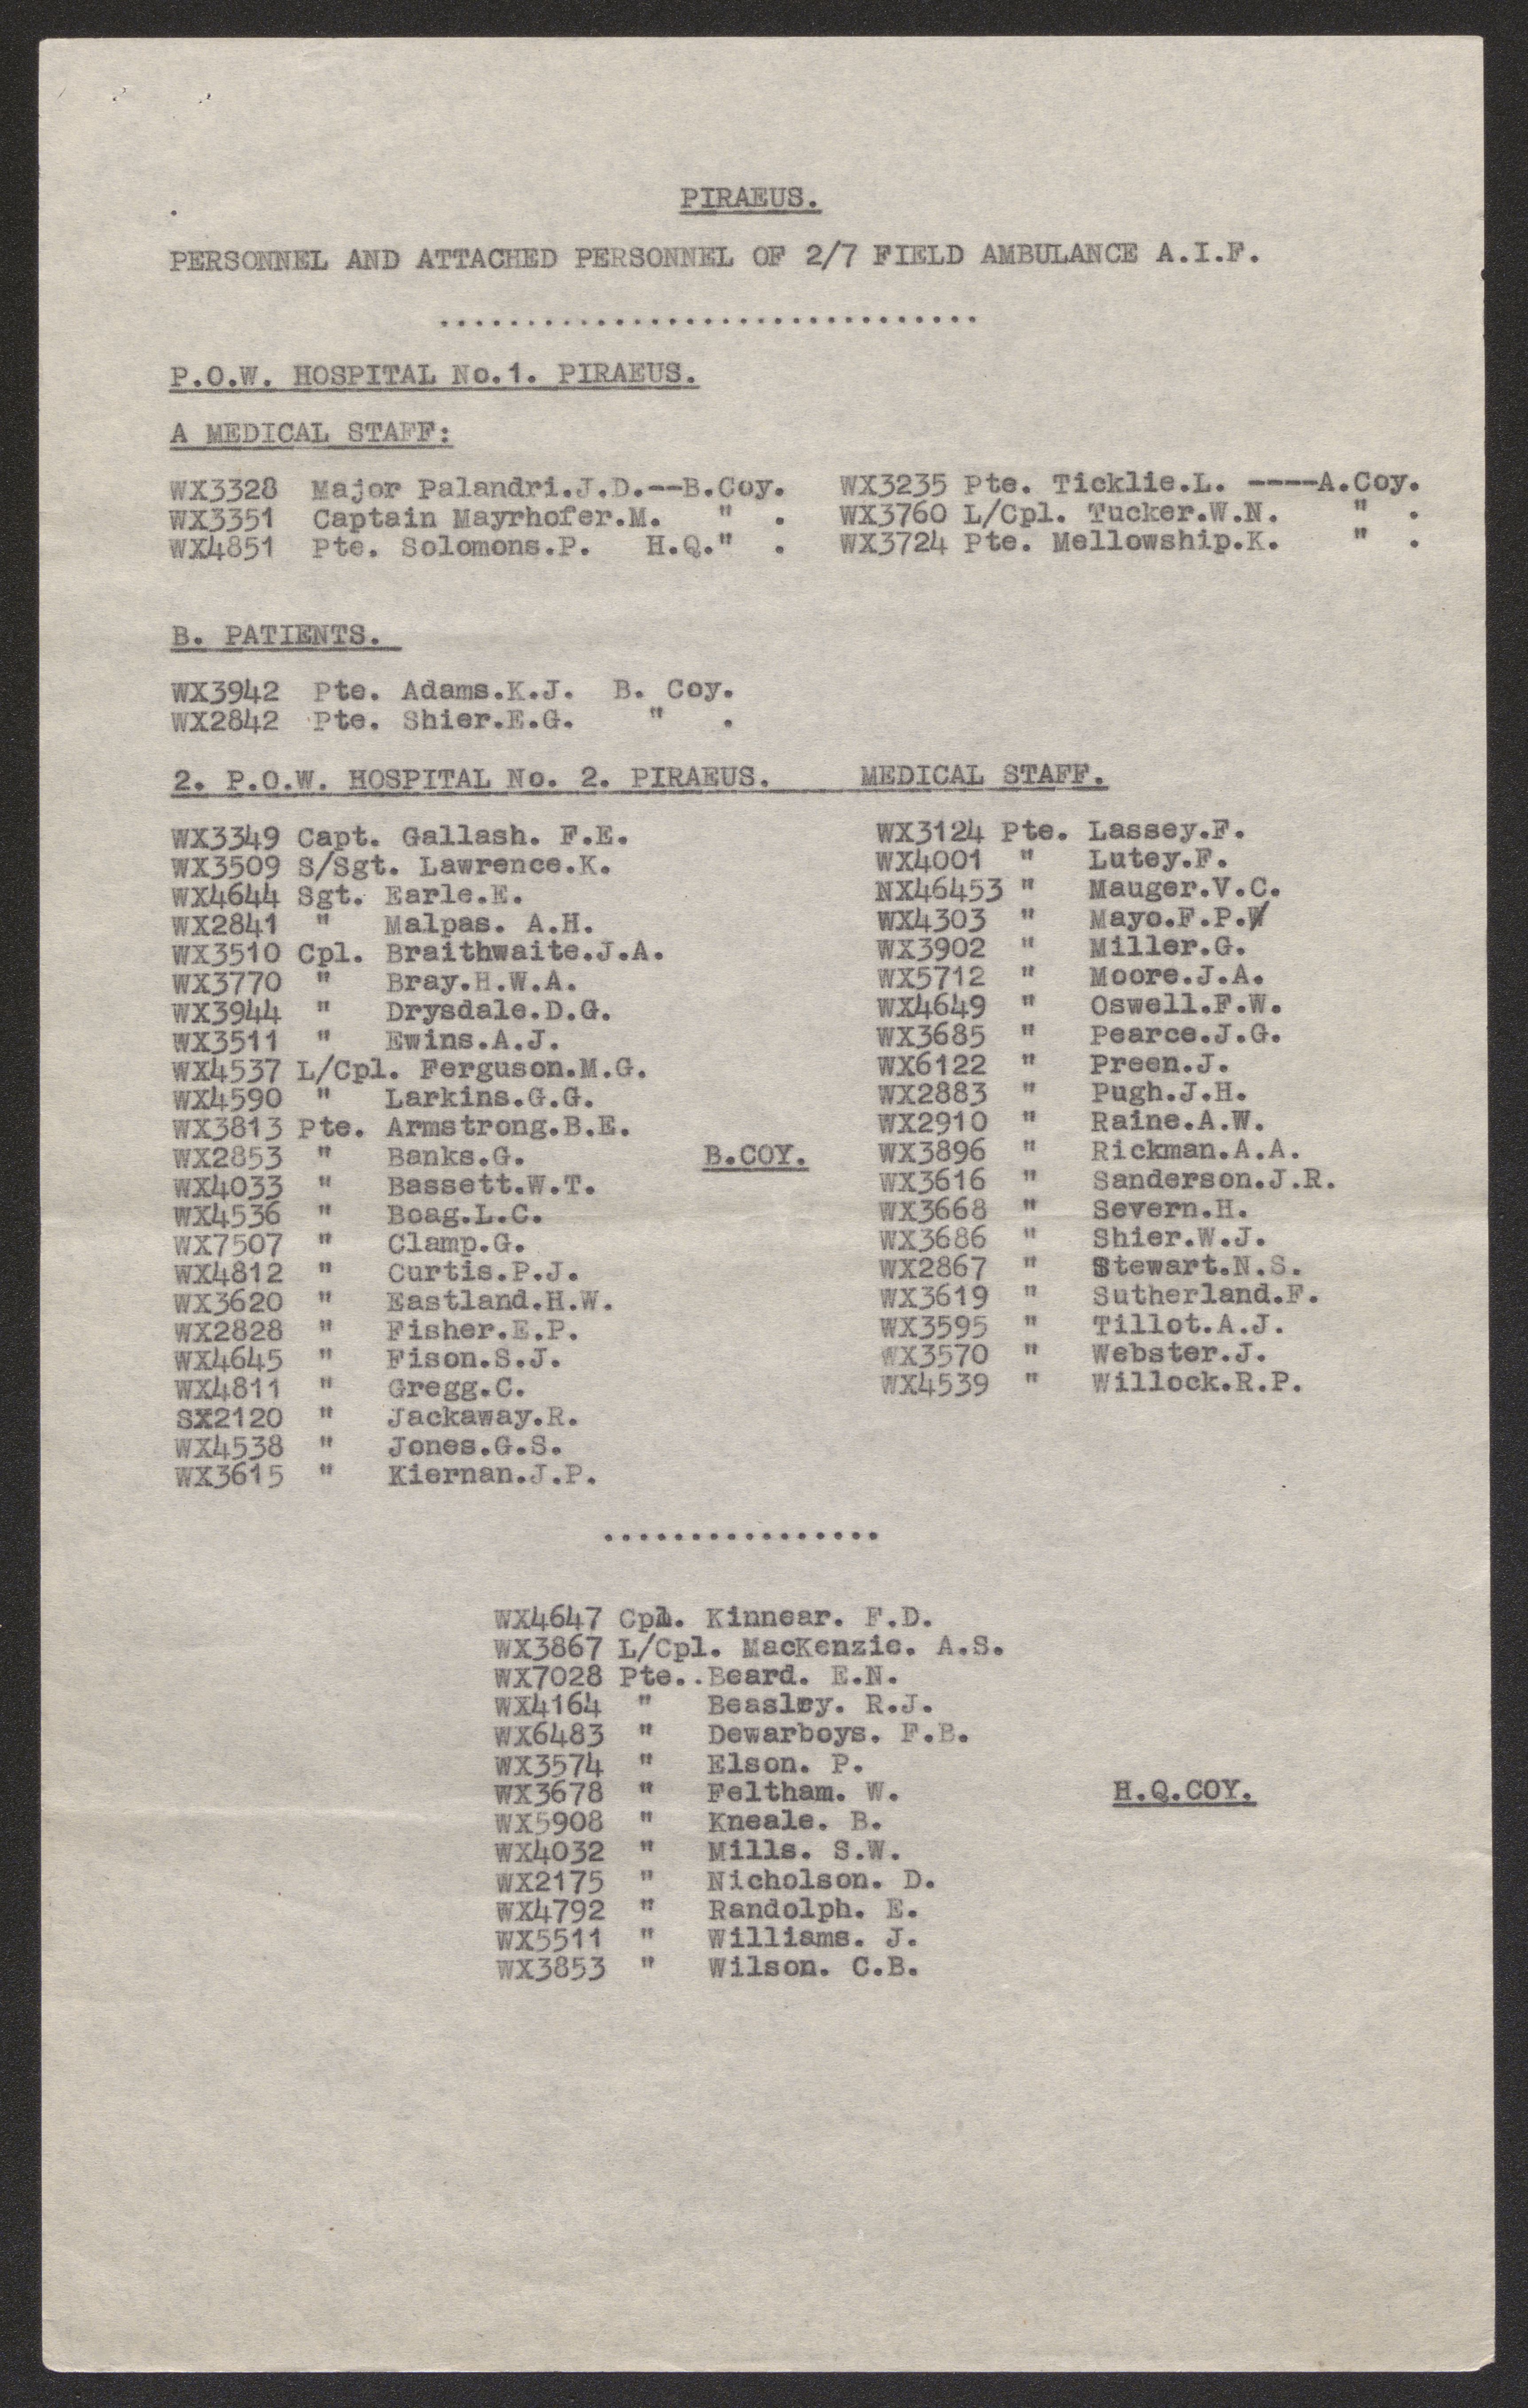 PIRAEUS.
PERSONNEL AND ATTACHED PERSONNEL OF 2/7 FIELD AMBULANCE A.I.F.
................................
P.O.W. HOSPITAL No.1. PIRAEUS.
A MEDICAL STAFF:
WX3328 Major Palandri.J.D.--B.Coy. WX3235 Pte. Ticklie.L. ----A.Coy.
WX3351 Captain Mayrhofer.M. " . WX3760 L/Cpl. Tucker.W.N. " .
WX4851 Pte. Solomons.P. H.Q." . WX3724 Pte. Mellowship.K. " .
B. PATIENTS.
WX3942 Pte. Adams.K.J. B. Coy.
WX2842 Pte. Shier.E.G. " .
2. P.O.W. HOSPITAL No. 2. PIRAEUS. MEDICAL STAFF.
WX3349 Capt. Gallash. F.E.
WX3509 S/Sgt. Lawrence.K.
WX4644 Sgt. Earle.E.
WX2841 " Malpas. A.H.
WX3510 Cpl. Braithwaite.J.A.
WX3770 " Bray.H.W.A.
WX3944 " Drysdale.D.G.
WX3511 " Ewins.A.J.
WX4537 L/Cpl. Ferguson.M.G.
WX4590 " Larkins.G.G.
WX3813 Pte. Armstrong.B.E.
WX2853 " Banks.G.
WX4033 " Bassett.W.T.
WX4536 " Boag.L.C.
WX7507 " Clamp.G.
WX4812 " Curtis.P.J.
WX3620 " Eastland.H.W.
WX2828 " Fisher.E.P.
WX4645 " Fison.S.J.
WX4811 " Gregg.C.
SX2120 " Jackaway.R.
WX4538 " Jones.G.S.
WX3615 " Kiernan.J.P.
B.COY.
WX3124 Pte. Lassey.F.
WX4001 " Lutey.F.
NX46453 " Mauger.V.C.
WX4303 " Mayo.F.P.W
WX3902 " Miller.G.
WX5712 " Moore.J.A.
WX4649 " Oswell.F.W.
WX3685 " Pearce.J.G.
WX6122 " Preen.J.
WX2883 " Pugh.J.H.
WX2910 " Raine.A.W.
WX3896 " Rickman.A.A.
WX3616 " Sanderson.J.R.
WX3668 " Severn.H.
WX3686 " Shier.W.J.
WX2867 " Stewart.N.S.
WX3619 " Sutherland.F.
WX3595 " Tillot.A.J.
WX3570 " Webster.J.
WX4539 " Willock.R.P.
................
WX4647 Cpl. Kinnear. F.D.
WX3867 L/Cpl. MacKenzie. A.S.
WX7028 Pte..Beard. E.N.
WX4164 " Beasley. R.J.
WX6483 " Dewarboys. F.B.
WX3574 " Elson. P.
WX3678 " Feltham. W. H.Q.COY.
WX5908 " Kneale. B.
WX4032 " Mills. S.W.
WX2175 " Nicholson. D.
WX4792 " Randolph. E.
WX5511 " Williams. J.
WX3853 " Wilson. C.B.